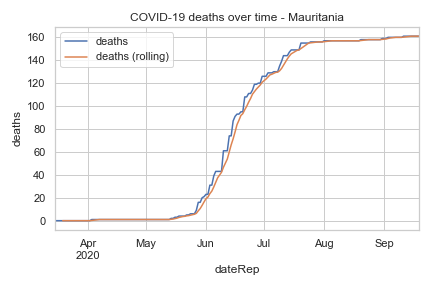 COVID-19 deaths over time - Mauritania
deaths
deaths (rolling)
160
140
120
100
80
60
40
20
0
deaths
Apr
2020
May
Jun
Jul
Aug
Sep
dateRep